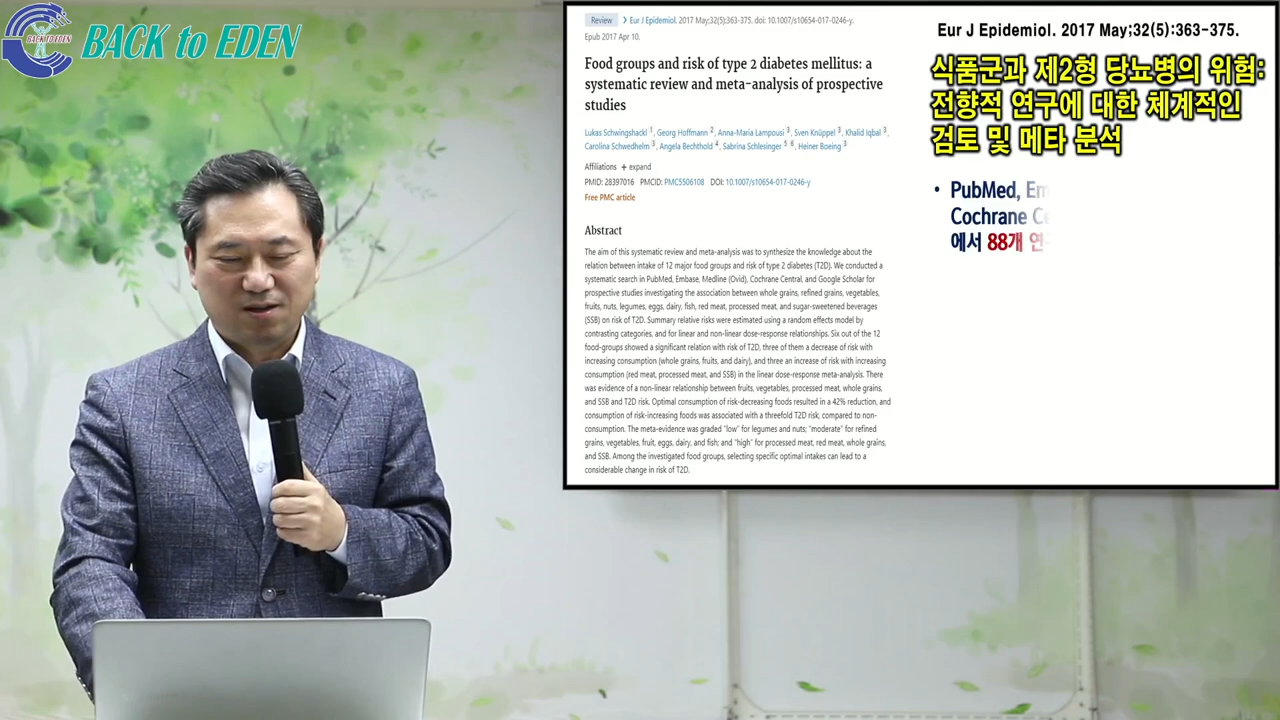 BACK TO EDEN
BACK to EDEN
Review
Eur J Epidemiol. 2017 May;32(5):363-375. doi: 10.1007/s10654-017-0246-y.
Epub 2017 Apr 10.
Food groups and risk of type 2 diabetes mellitus: a
systematic review and meta-analysis of prospective
studies
Lukas Schwingshackl 1, Georg Hoffmann 2, Anna-Maria Lampousi 3, Sven Knüppel 3, Khalid Iqbal 3,
Carolina Schwedhelm 3, Angela Bechthold 4, Sabrina Schlesinger 5 6, Heiner Boeing 3
Affiliations + expand
PMID: 28397016 PMCID: PMC5506108 DOI: 10.1007/s10654-017-0246-y
Free PMC article
Abstract
The aim of this systematic review and meta-analysis was to synthesize the knowledge about the
relation between intake of 12 major food groups and risk of type 2 diabetes (T2D). We conducted a
systematic search in PubMed, Embase, Medline (Ovid), Cochrane Central, and Google Scholar for
prospective studies investigating the association between whole grains, refined grains, vegetables,
fruits, nuts, legumes, eggs, dairy, fish, red meat, processed meat, and sugar-sweetened beverages
(SSB) on risk of T2D. Summary relative risks were estimated using a random effects model by
contrasting categories, and for linear and non-linear dose-response relationships. Six out of the 12
food-groups showed a significant relation with risk of T2D, three of them a decrease of risk with
increasing consumption (whole grains, fruits, and dairy), and three an increase of risk with increasing
consumption (red meat, processed meat, and SSB) in the linear dose-response meta-analysis. There
was evidence of a non-linear relationship between fruits, vegetables, processed meat, whole grains,
and SSB and T2D risk. Optimal consumption of risk-decreasing foods resulted in a 42% reduction, and
consumption of risk-increasing foods was associated with a threefold T2D risk, compared to non-
consumption. The meta-evidence was graded "low" for legumes and nuts; "moderate" for refined
grains, vegetables, fruit, eggs, dairy, and fish; and "high" for processed meat, red meat, whole grains,
and SSB. Among the investigated food groups, selecting specific optimal intakes can lead to a
considerable change in risk of T2D.
Eur J Epidemiol. 2017 May;32(5):363-375.
식품군과 제2형 당뇨병의 위험:
전향적 연구에 대한 체계적인
검토 및 메타 분석
• PubMed, Em
Cochrane Ce
에서 88개 연